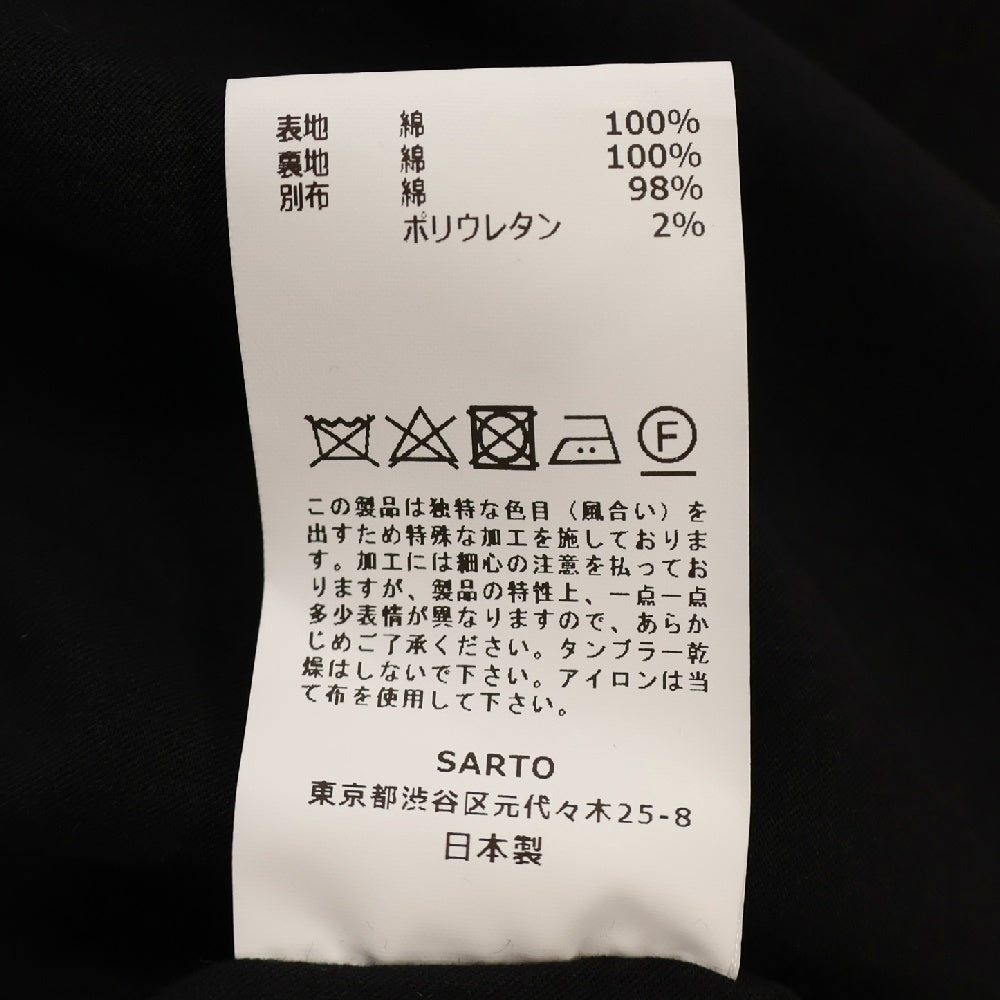 表地 綿 100%
裏地 綿 100%
別布 綿 98%
ポリウレタン 2%
F
この製品は独特な色目（風合い）を
出すため特殊な加工を施しておりま
す。加工には細心の注意を払ってお
りますが、製品の特性上、一点一点
多少表情が異なりますので、あらか
じめご了承ください。タンブラー乾
燥はしないで下さい。アイロンは当
て布を使用して下さい。
SARTO
東京都渋谷区元代々木25-8
日本製